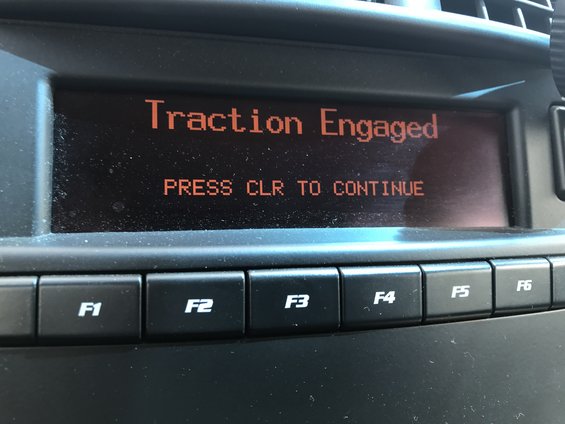 Traction Engaged
PRESS CLR TO CONTINUE
F1 F2 F3 F4 F5 F6